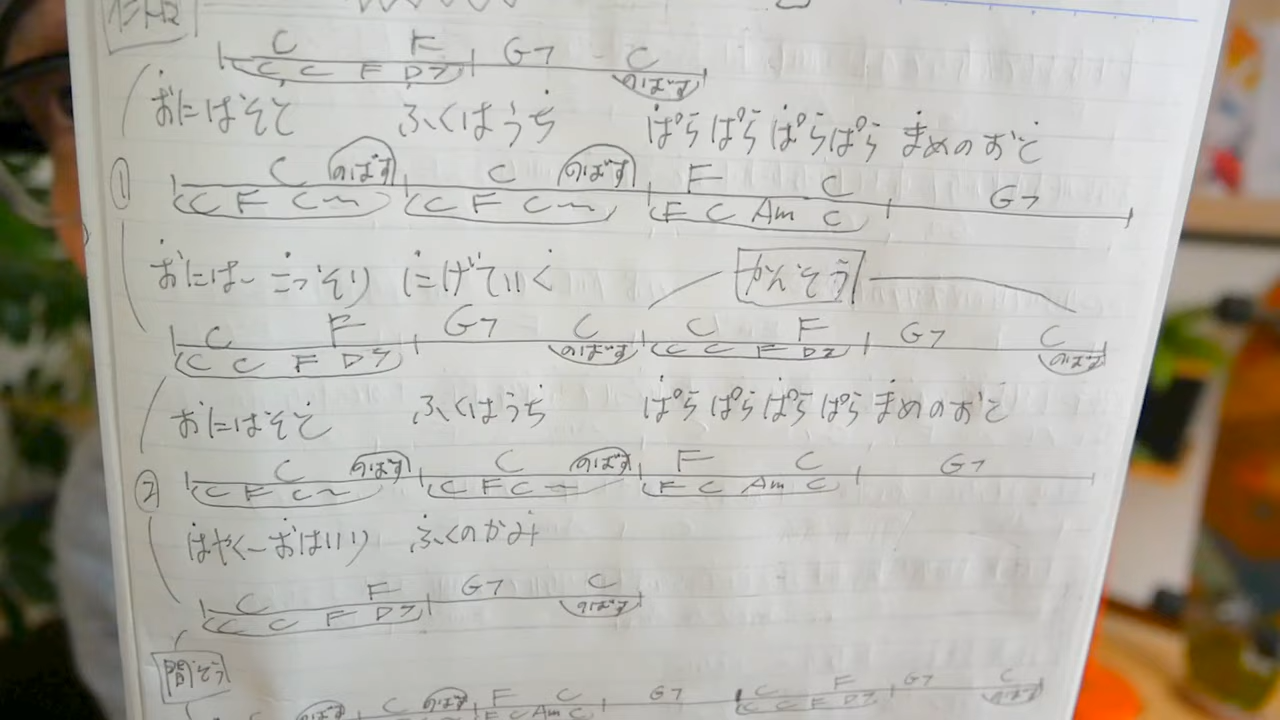 C F G7 C
C C F D7 のばす
おにはそと ふくはうち ぱらぱらぱらぱら まめのおと
① C のばす C のばす F C G7
C F C〜 C F C〜 F C Am C
おには〜 こっそり にげていく かんそう
C F G7 C C F G7 C
C C F D7 のばす C C F D7 のばす
おにはそと ふくはうち ぱらぱらぱらぱら まめのおと
② C のばす C のばす F C G7
C F C〜 C F C〜 F C Am C
はやく〜おはいり ふくのかみ
C F G7 C
C C F D7 のばす
間そう
C のばす F C G7 C F G7 C
のばす F C Am C C C F D7 のばす